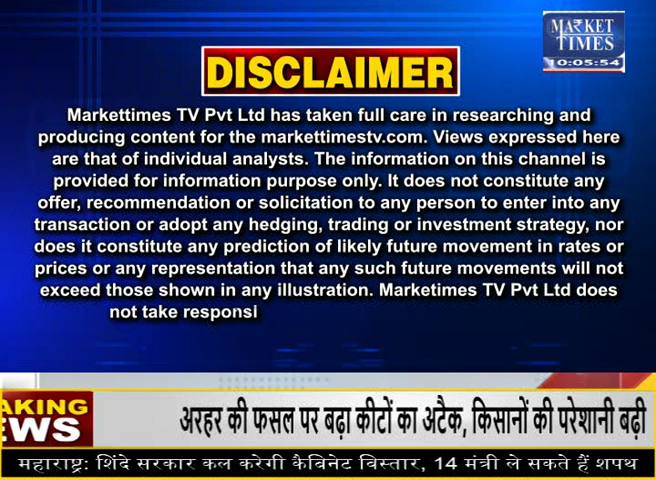 MARKET
TIMES
10:05:54
DISCLAIMER
Markettimes TV Pvt Ltd has taken full care in researching and
producing content for the markettimestv.com. Views expressed here
are that of individual analysts. The information on this channel is
provided for information purpose only. It does not constitute any
offer, recommendation or solicitation to any person to enter into any
transaction or adopt any hedging, trading or investment strategy, nor
does it constitute any prediction of likely future movement in rates or
prices or any representation that any such future movements will not
exceed those shown in any illustration. Marketimes TV Pvt Ltd does
not take responsi
AKING
EWS
अरहर की फसल पर बढ़ा कीटों का अटैक, किसानों की परेशानी बढ़ी
महाराष्ट्र: शिंदे सरकार कल करेगी कैबिनेट विस्तार, 14 मंत्री ले सकते हैं शपथ